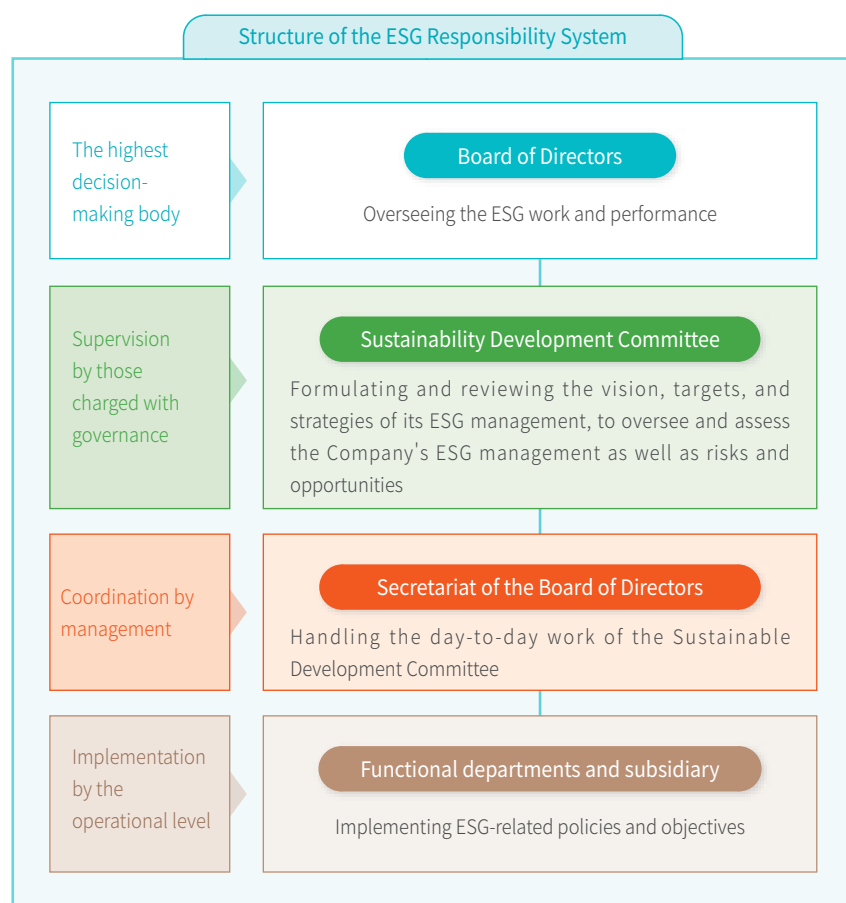 Structure of the ESG Responsibility System
The highest
decision-
making body
Board of Directors
Overseeing the ESG work and performance
Supervision
by those
charged with
governance
Sustainability Development Committee
Formulating and reviewing the vision, targets, and
strategies of its ESG management, to oversee and assess
the Company's ESG management as well as risks and
opportunities
Coordination by
management
Secretariat of the Board of Directors
Handling the day-to-day work of the Sustainable
Development Committee
Implementation
by the
operational level
Functional departments and subsidiary
Implementing ESG-related policies and objectives